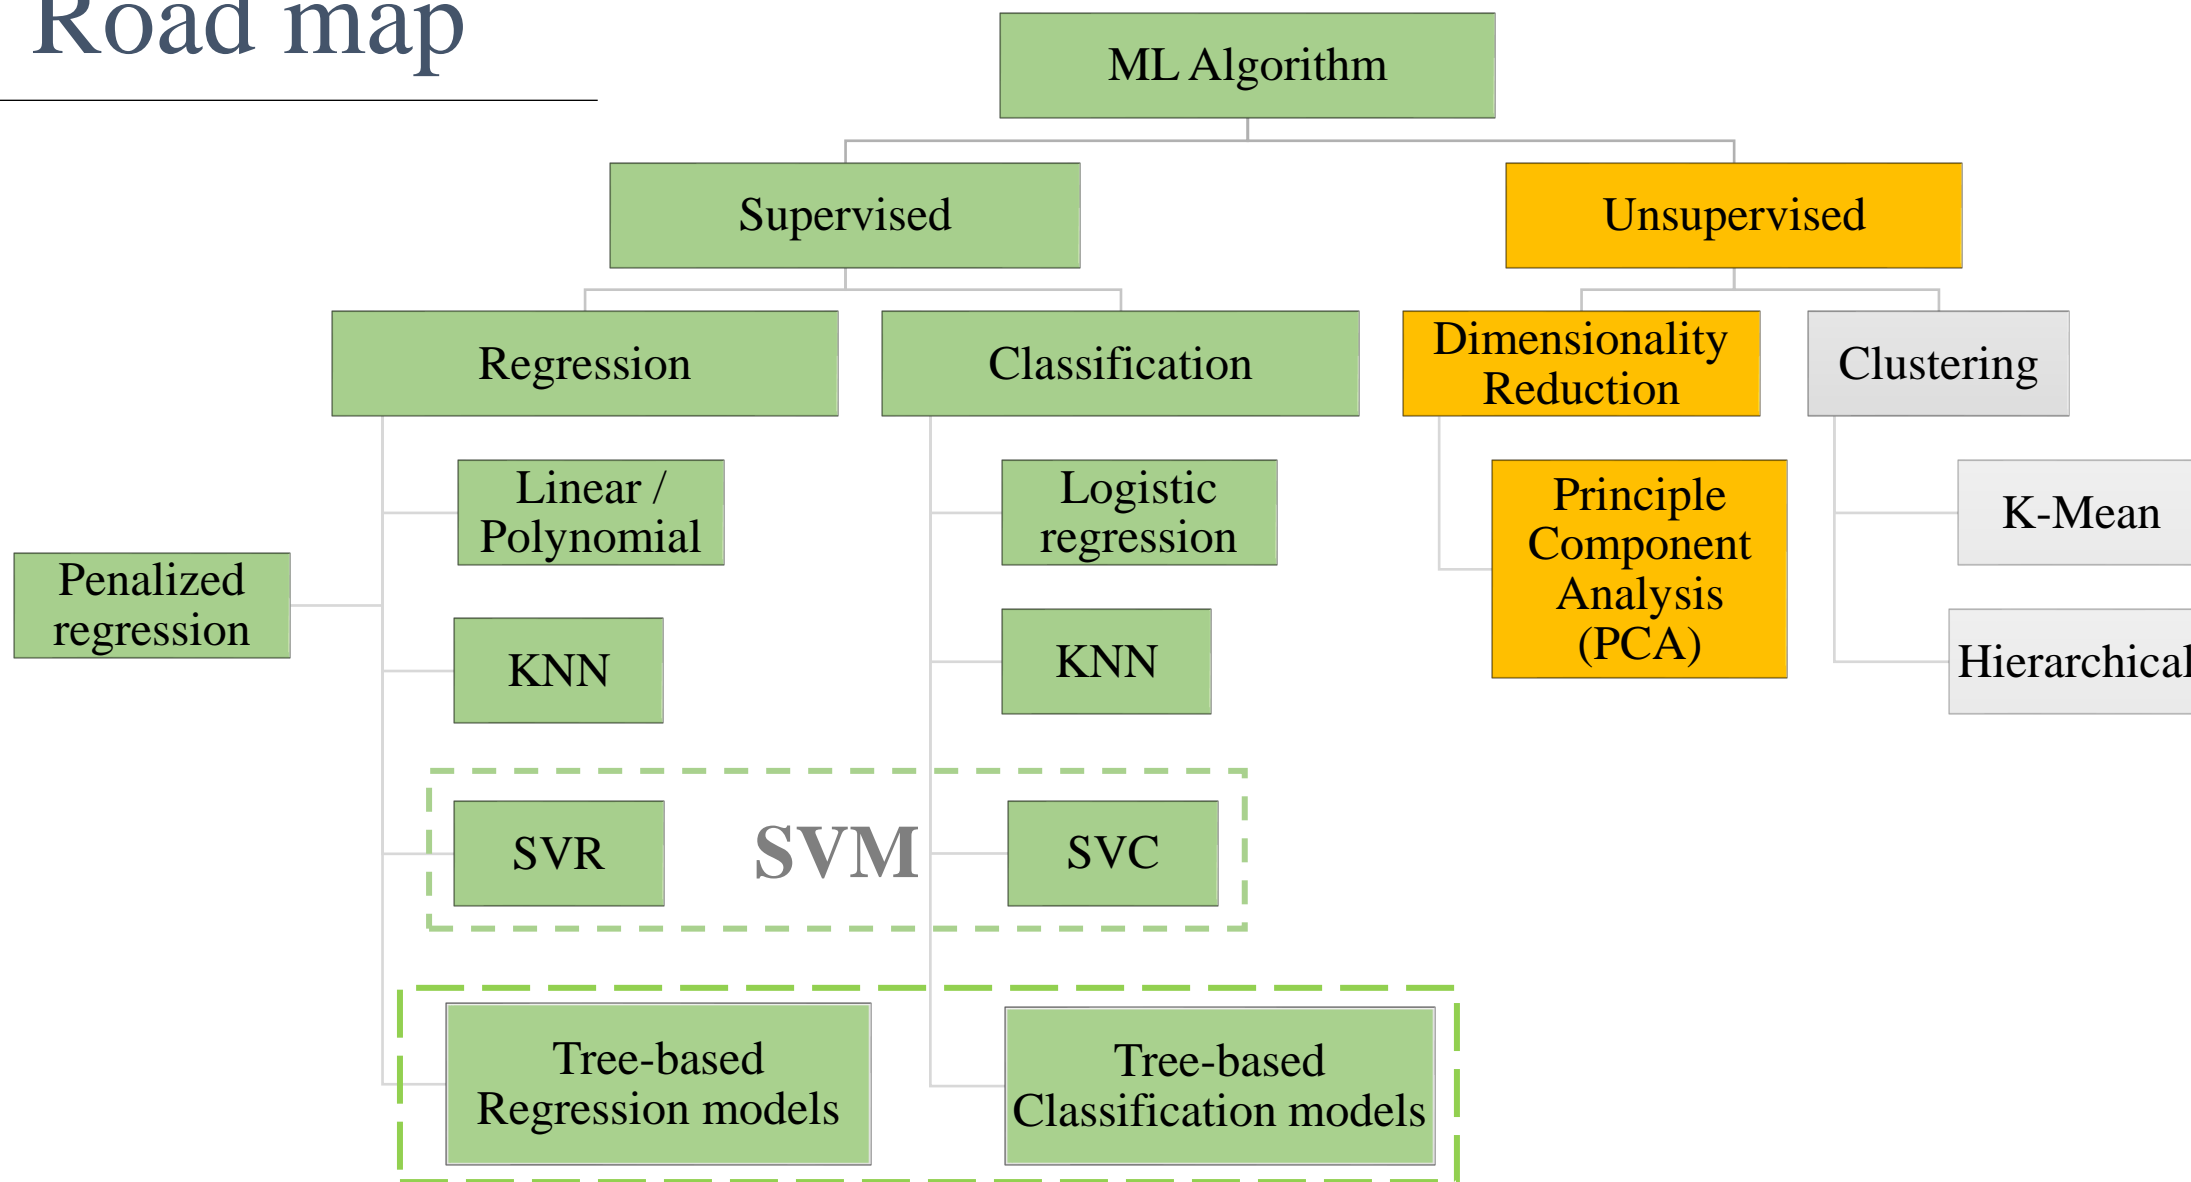 Road map
ML Algorithm
Supervised
Unsupervised
Regression
Classification
Dimensionality
Reduction
Clustering
Linear /
Polynomial
Logistic
regression
Principle
Component
Analysis
(PCA)
K-Mean
Penalized
regression
KNN
KNN
Hierarchical
SVR
SVM
SVC
Tree-based
Regression models
Tree-based
Classification models